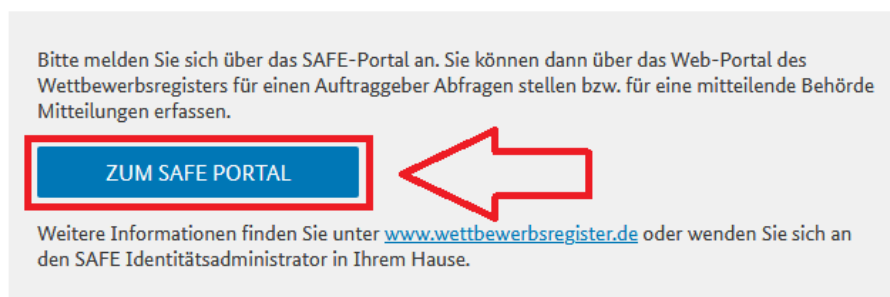 Bitte melden Sie sich über das SAFE-Portal an. Sie können dann über das Web-Portal des
Wettbewerbsregisters für einen Auftraggeber Abfragen stellen bzw. für eine mitteilende Behörde
Mitteilungen erfassen.
ZUM SAFE PORTAL
Weitere Informationen finden Sie unter www.wettbewerbsregister.de oder wenden Sie sich an
den SAFE Identitätsadministrator in Ihrem Hause.